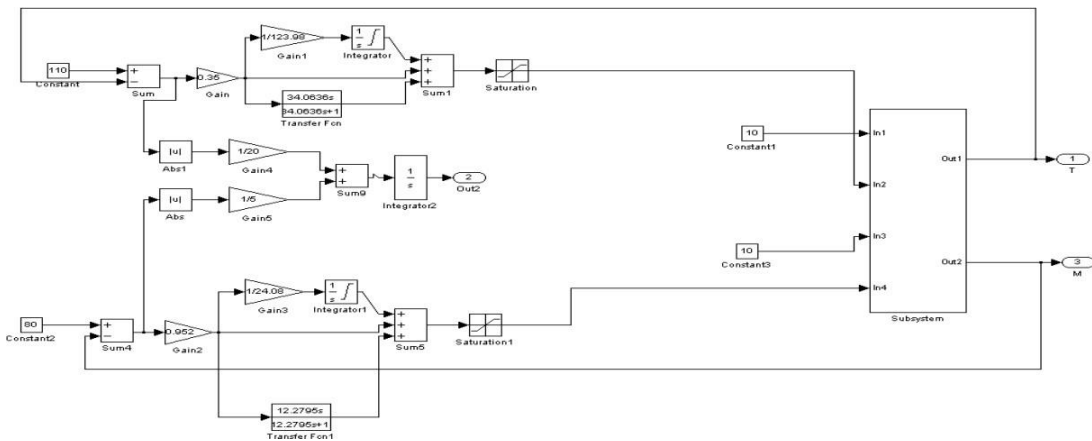 1/123.98
1
s
Gain1
Integrator
110
Constant
+
−
Sum
0.35
Gain
+
+
+
Sum1
Saturation
34.0636s
34.0636s+1
Transfer Fcn
|u|
Abs1
1/20
Gain4
+
+
Sum9
1
s
Integrator2
2
Out2
|u|
Abs
1/5
Gain5
10
Constant1
10
Constant3
In1
In2
In3
In4
Out1
Out2
Subsystem
1
T
3
M
1/24.08
Gain3
1
s
Integrator1
80
Constant2
+
−
Sum4
0.952
Gain2
+
+
+
Sum5
Saturation1
12.2795s
12.2795s+1
Transfer Fcn1